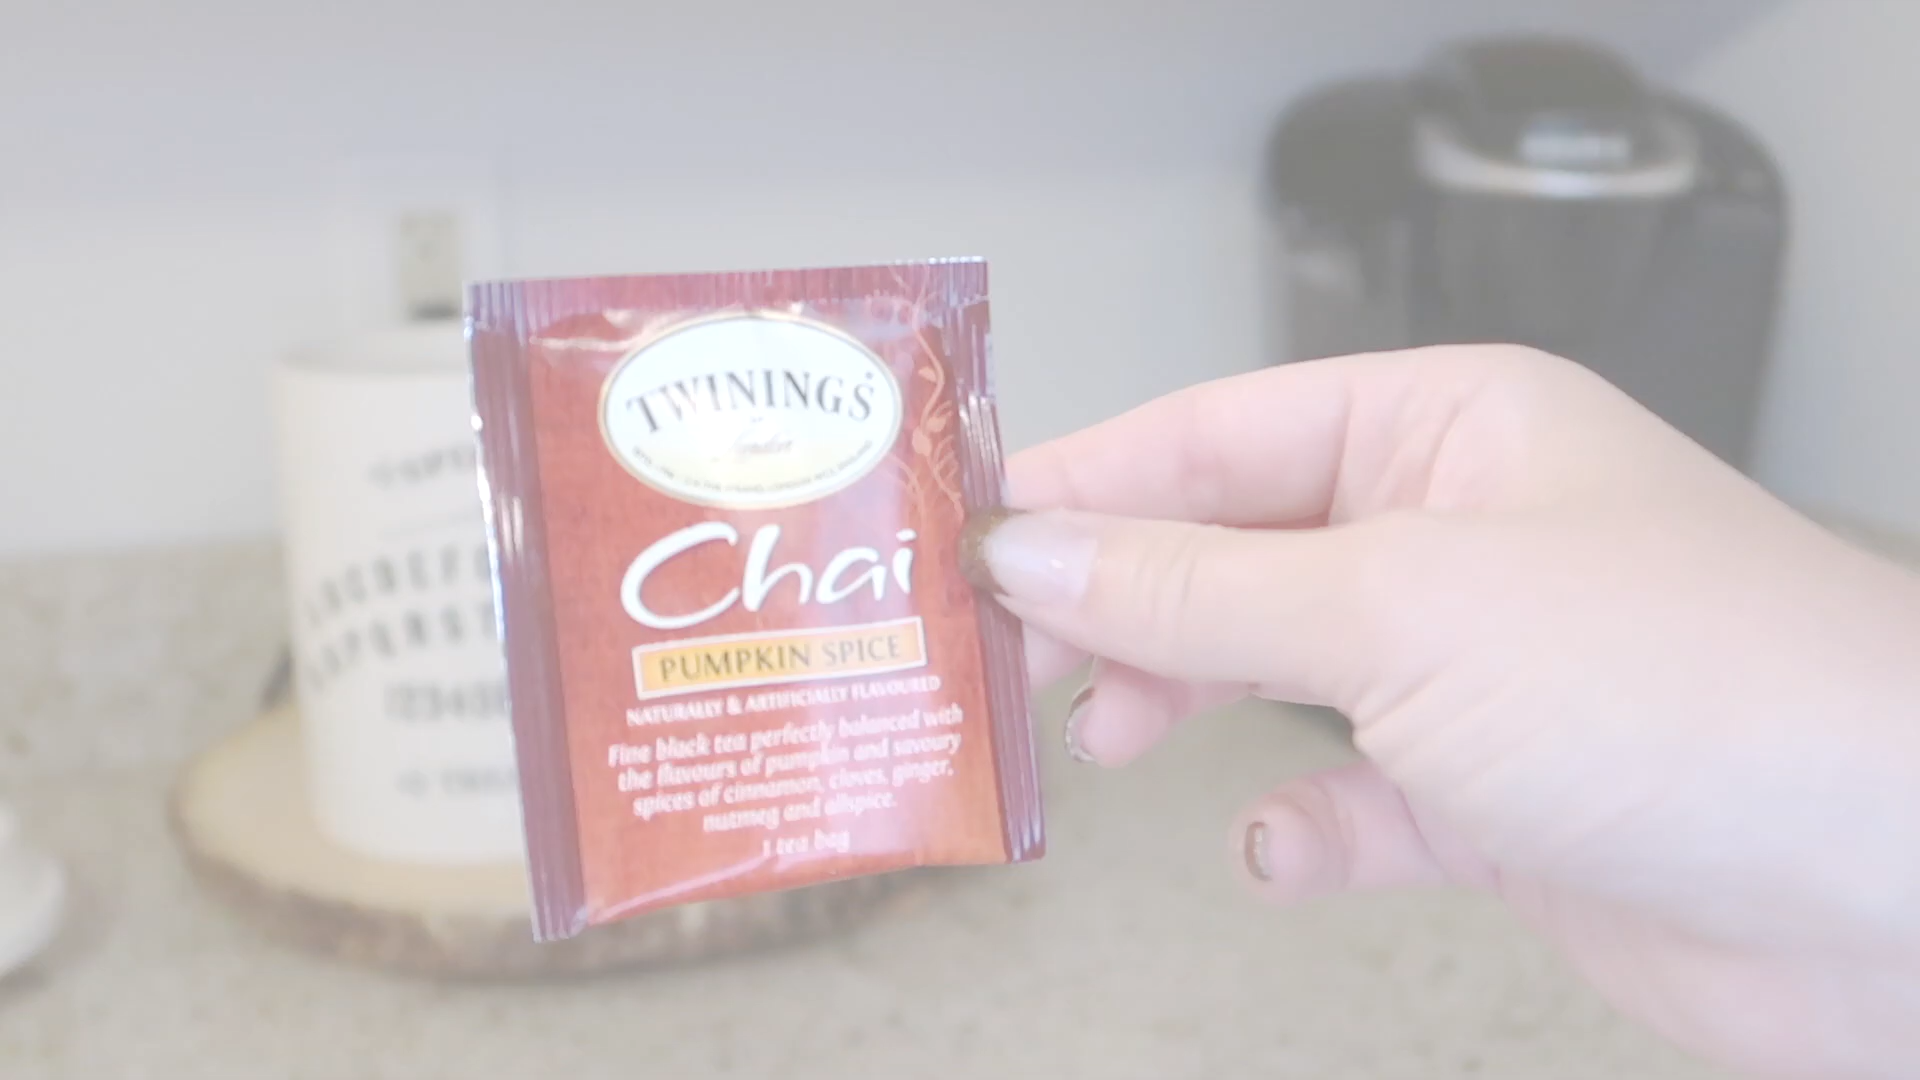 TWININGS
Chai
PUMPKIN SPICE
NATURALLY & ARTIFICIALLY FLAVOURED
Fine black tea perfectly balanced with
the flavours of pumpkin and savoury
spices of cinnamon, cloves, ginger,
nutmeg and allspice.
1 tea bag